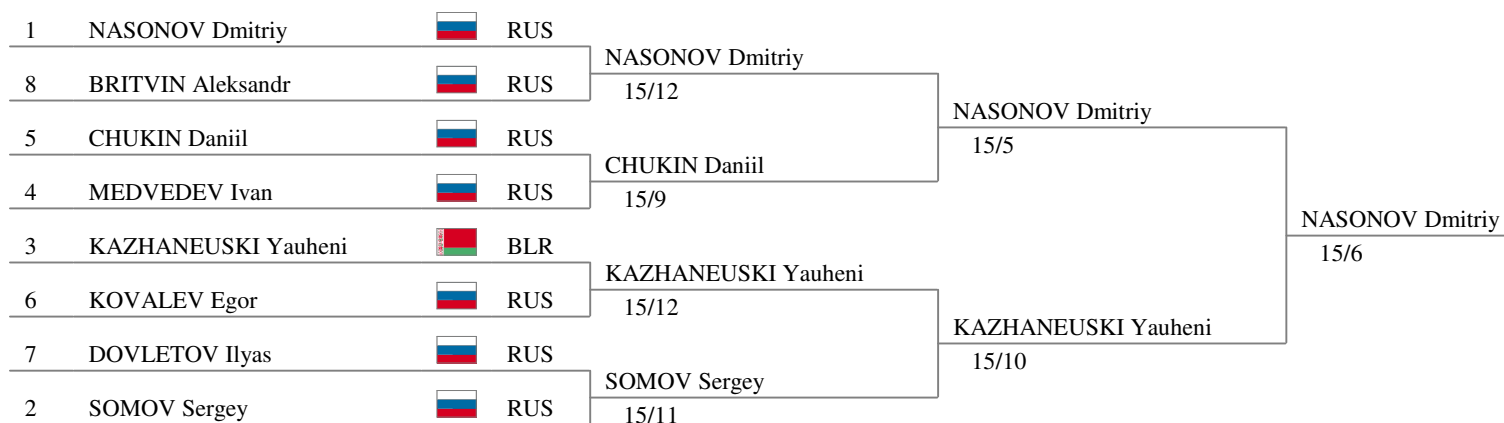 1 NASONOV Dmitriy RUS
NASONOV Dmitriy
8 BRITVIN Aleksandr RUS
15/12
NASONOV Dmitriy
5 CHUKIN Daniil RUS
15/5
CHUKIN Daniil
4 MEDVEDEV Ivan RUS
15/9
NASONOV Dmitriy
3 KAZHANEUSKI Yauheni BLR
15/6
KAZHANEUSKI Yauheni
6 KOVALEV Egor RUS
15/12
KAZHANEUSKI Yauheni
7 DOVLETOV Ilyas RUS
15/10
SOMOV Sergey
2 SOMOV Sergey RUS
15/11